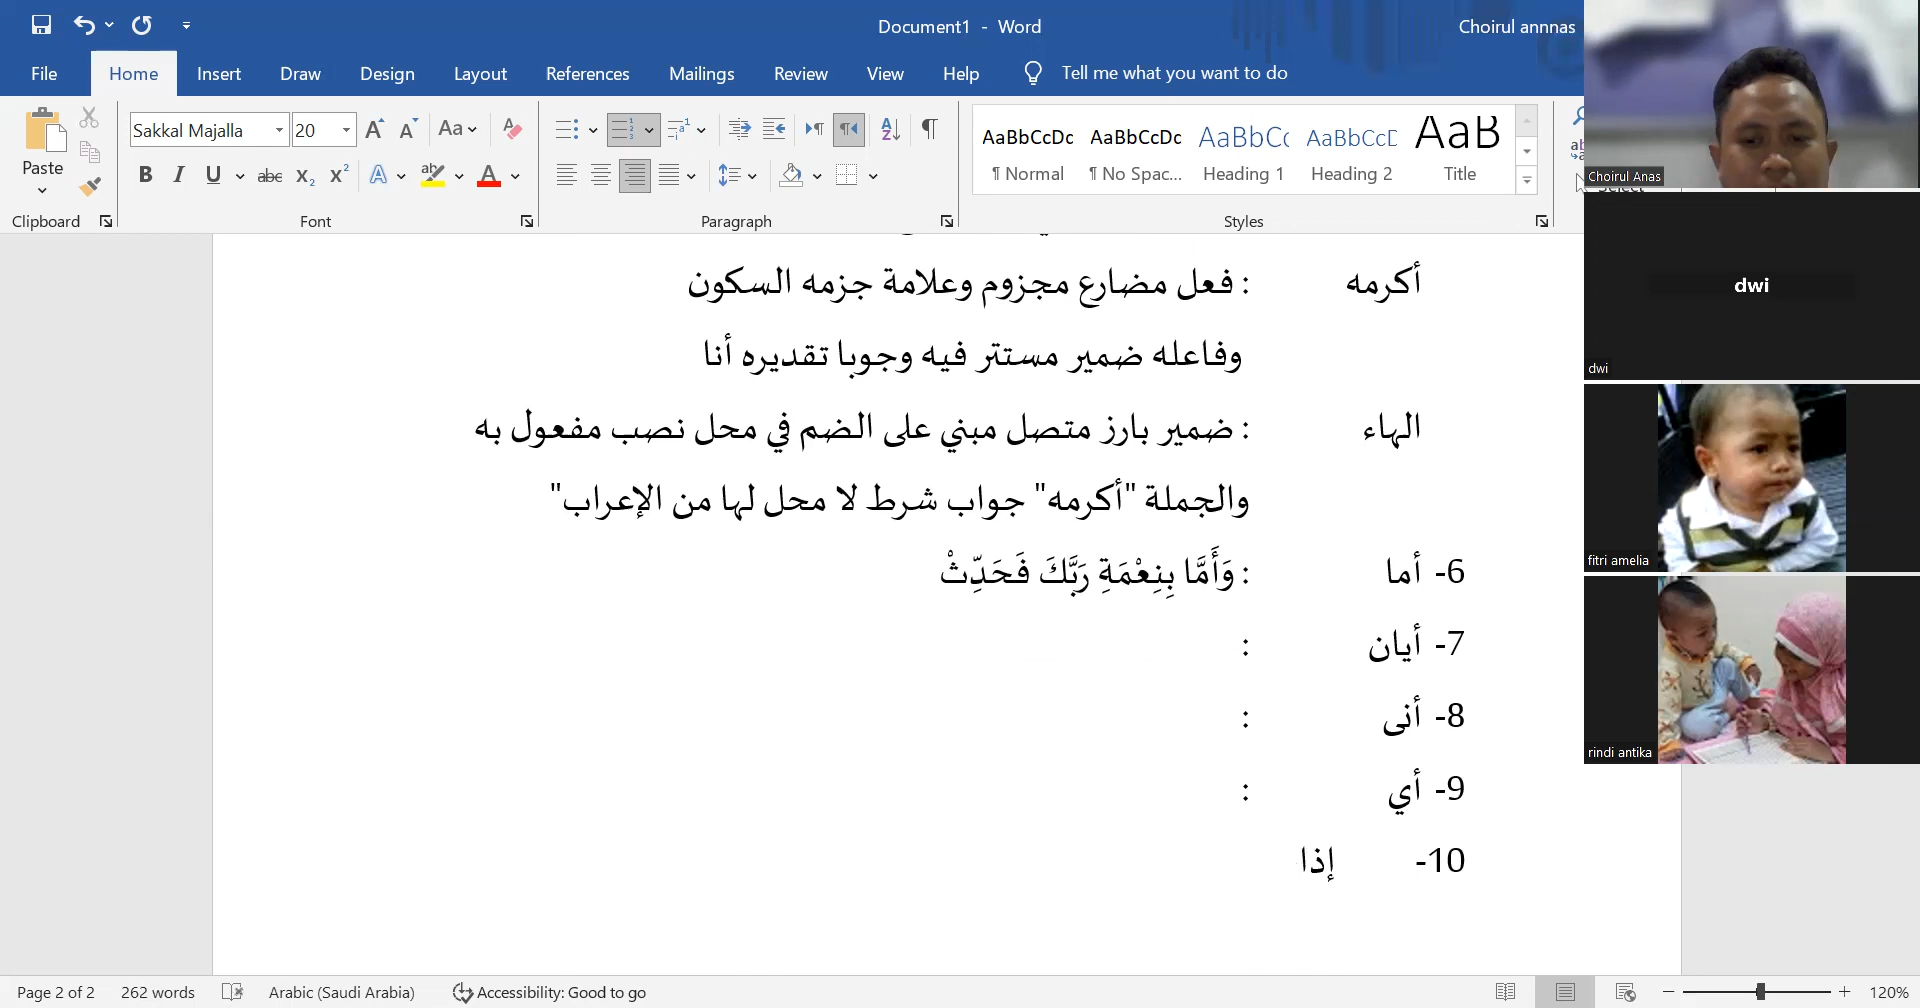 Document1 - Word
Choirul annnas
File Home Insert Draw Design Layout References Mailings Review View Help Tell me what you want to do
Sakkal Majalla 20
Paste
AaBbCcDc AaBbCcDc AaBbCc AaBbCcD AaB
¶ Normal ¶ No Spac... Heading 1 Heading 2 Title
Select
Clipboard Font Paragraph Styles
أكرمه : فعل مضارع مجزوم وعلامة جزمه السكون
وفاعله ضمير مستتر فيه وجوبا تقديره أنا
الهاء : ضمير بارز متصل مبني على الضم في محل نصب مفعول به
والجملة "أكرمه" جواب شرط لا محل لها من الإعراب"
6- أما : وَأَمَّا بِنِعْمَةِ رَبَّكَ فَحَدِّثْ
7- أيان :
8- أنى :
9- أي :
10- إذا
Choirul Anas
dwi
dwi
fitri amelia
rindi antika
Page 2 of 2 262 words Arabic (Saudi Arabia) Accessibility: Good to go 120%